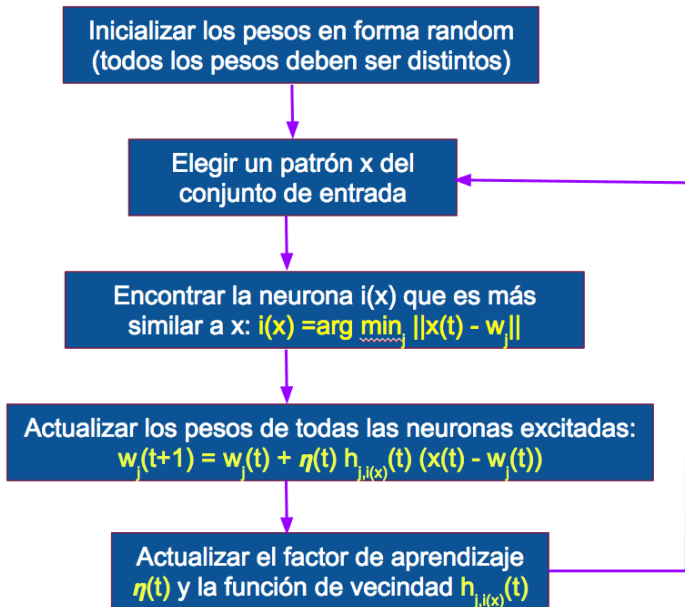 Inicializar los pesos en forma random
(todos los pesos deben ser distintos)
Elegir un patrón x del
conjunto de entrada
Encontrar la neurona i(x) que es más
similar a x: i(x) =arg min_j ||x(t) - w_j||
Actualizar los pesos de todas las neuronas excitadas:
w_j(t+1) = w_j(t) + η(t) h_j,i(x)(t) (x(t) - w_j(t))
Actualizar el factor de aprendizaje
η(t) y la función de vecindad h_j,i(x)(t)